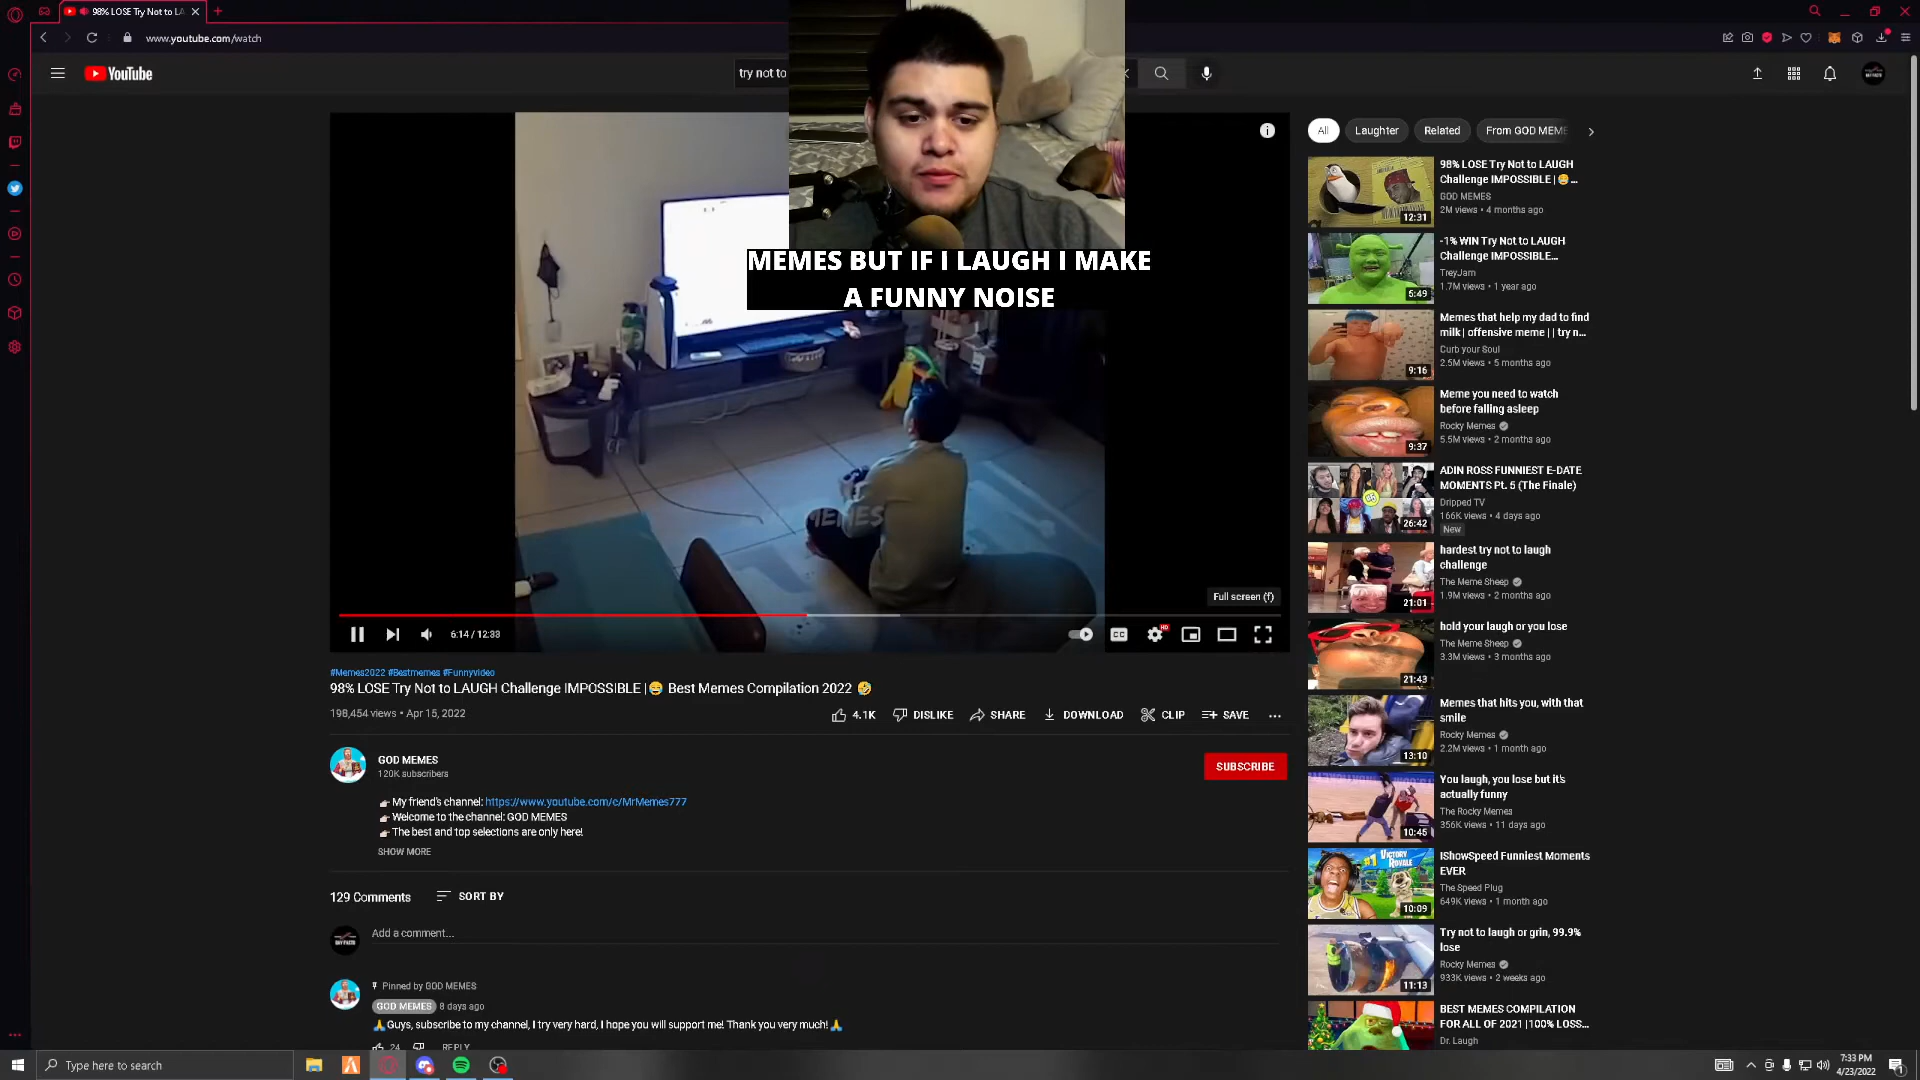 98% LOSE Try Not to LA
www.youtube.com/watch
YouTube
try not to
MEMES BUT IF I LAUGH I MAKE
A FUNNY NOISE
MEMES
Full screen (f)
6:14 / 12:33
CC
HD
#Memes2022 #Bestmemes #Funnyvideo
98% LOSE Try Not to LAUGH Challenge IMPOSSIBLE |😂 Best Memes Compilation 2022 🤣
198,454 views • Apr 15, 2022
4.1K
DISLIKE
SHARE
DOWNLOAD
CLIP
SAVE
GOD MEMES
120K subscribers
SUBSCRIBE
👉🏻 My friend's channel: https://www.youtube.com/c/MrMemes777
👉🏻 Welcome to the channel: GOD MEMES
👉🏻 The best and top selections are only here!
SHOW MORE
129 Comments
SORT BY
Add a comment...
Pinned by GOD MEMES
GOD MEMES 8 days ago
🙏Guys, subscribe to my channel, I try very hard, I hope you will support me! Thank you very much!🙏
24
REPLY
All
Laughter
Related
From GOD MEME
98% LOSE Try Not to LAUGH
Challenge IMPOSSIBLE |😂...
GOD MEMES
2M views • 4 months ago
12:31
-1% WIN Try Not to LAUGH
Challenge IMPOSSIBLE...
TreyJam
1.7M views • 1 year ago
5:49
Memes that help my dad to find
milk | offensive meme | | try n...
Curb your Soul
2.5M views • 5 months ago
9:16
Meme you need to watch
before falling asleep
Rocky Memes
5.5M views • 2 months ago
9:37
ADIN ROSS FUNNIEST E-DATE
MOMENTS Pt. 5 (The Finale)
Dripped TV
166K views • 4 days ago
New
26:42
hardest try not to laugh
challenge
The Meme Sheep
1.9M views • 2 months ago
21:01
hold your laugh or you lose
The Meme Sheep
3.3M views • 3 months ago
21:43
Memes that hits you, with that
smile
Rocky Memes
2.2M views • 1 month ago
13:10
You laugh, you lose but it's
actually funny
The Rocky Memes
356K views • 11 days ago
10:45
IShowSpeed Funniest Moments
EVER
The Speed Plug
649K views • 1 month ago
#1 VICTORY
ROYALE
10:09
Try not to laugh or grin, 99.9%
lose
Rocky Memes
933K views • 2 weeks ago
11:13
BEST MEMES COMPILATION
FOR ALL OF 2021 |100% LOSS...
Dr. Laugh
Type here to search
7:33 PM
4/23/2022